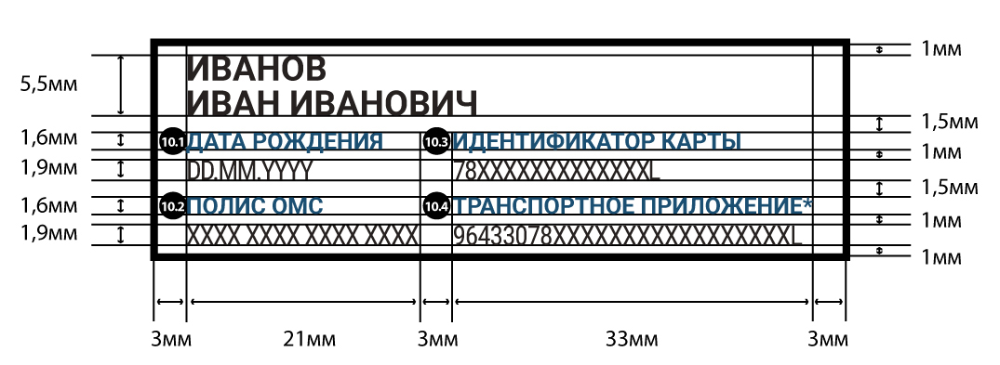 1мм
5,5мм
ИВАНОВ
ИВАН ИВАНОВИЧ
1,5мм
1,6мм
10.1 ДАТА РОЖДЕНИЯ
10.3 ИДЕНТИФИКАТОР КАРТЫ
1мм
1,9мм
DD.MM.YYYY
78XXXXXXXXXXXXXL
1,5мм
1,6мм
10.2 ПОЛИС ОМС
10.4 ТРАНСПОРТНОЕ ПРИЛОЖЕНИЕ*
1мм
1,9мм
XXXX XXXX XXXX XXXX
96433078XXXXXXXXXXXXXXXXXL
1мм
3мм
21мм
3мм
33мм
3мм